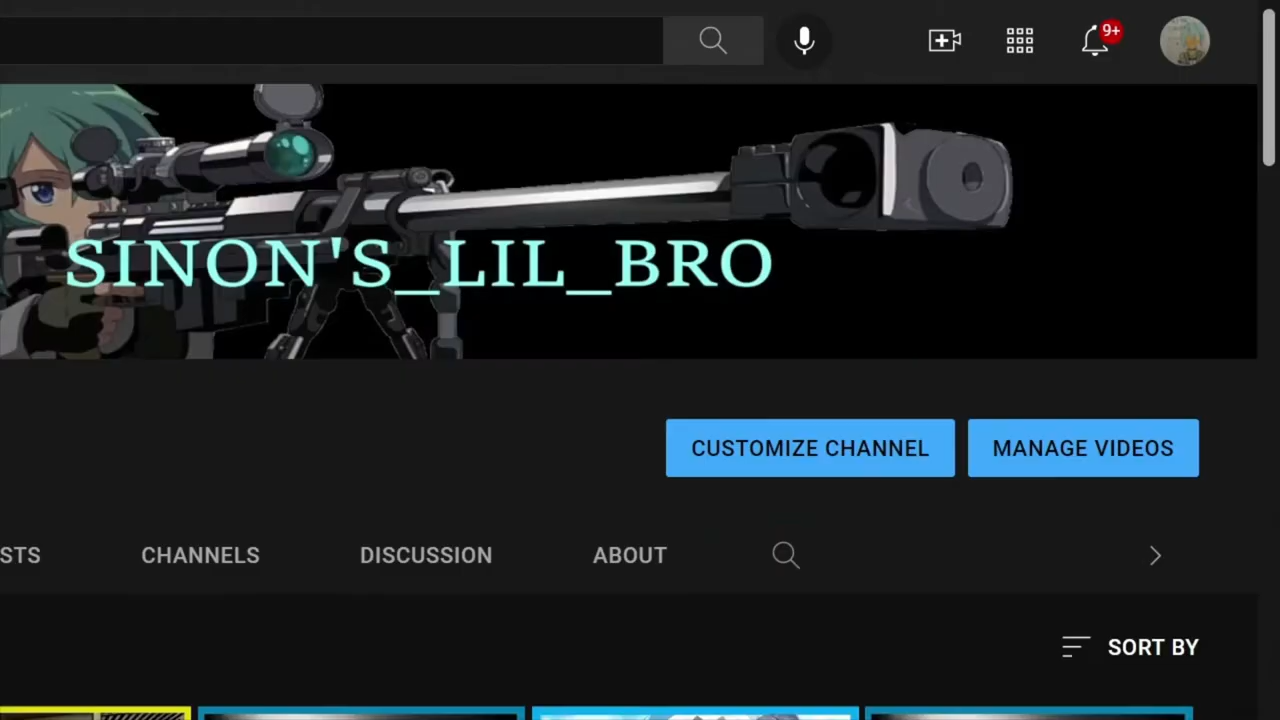 9+
SINON'S_LIL_BRO
CUSTOMIZE CHANNEL
MANAGE VIDEOS
STS
CHANNELS
DISCUSSION
ABOUT
SORT BY